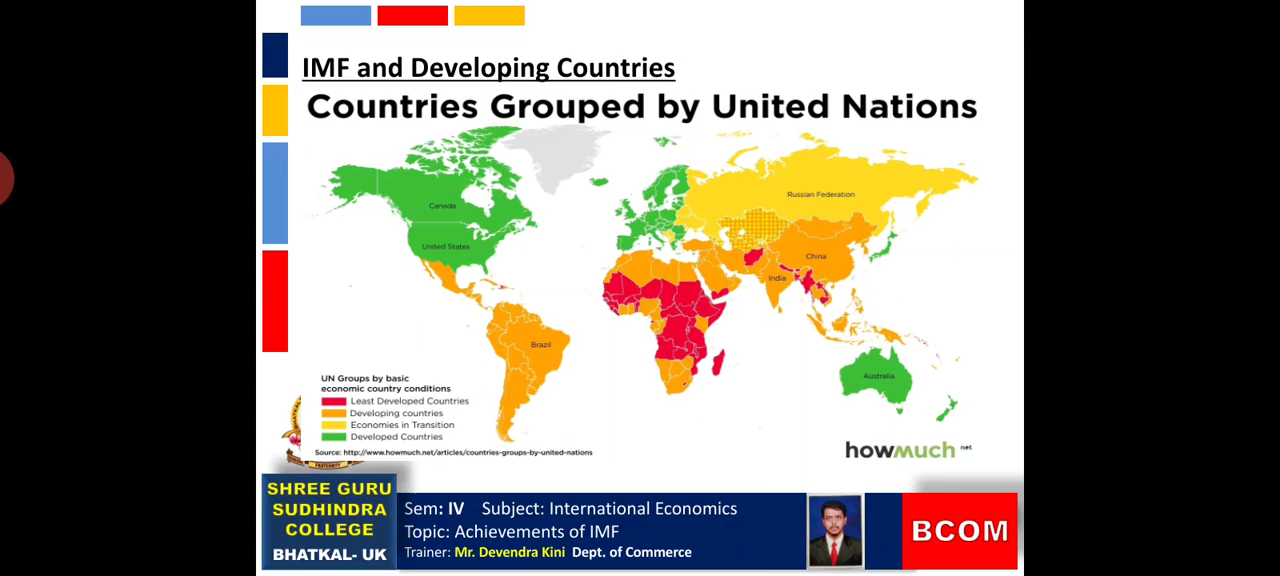 IMF and Developing Countries
Countries Grouped by United Nations
Canada
United States
Brazil
Russian Federation
China
India
Australia
UN Groups by basic
economic country conditions
Least Developed Countries
Developing countries
Economies in Transition
Developed Countries
Source: http://www.howmuch.net/articles/countries-groups-by-united-nations
howmuch net
BHATKAL
FRATERNITY
SHREE GURU
SUDHINDRA
COLLEGE
BHATKAL- UK
Sem: IV Subject: International Economics
Topic: Achievements of IMF
Trainer: Mr. Devendra Kini Dept. of Commerce
BCOM